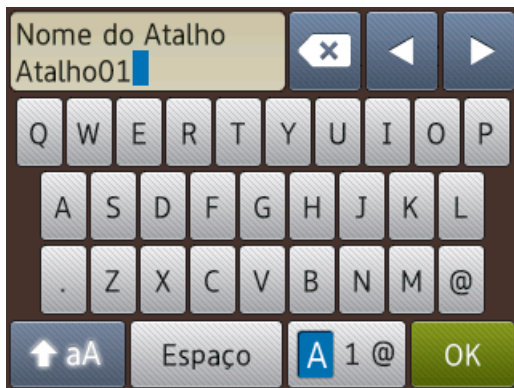 Nome do Atalho
Atalho01
Q W E R T Y U I O P
A S D F G H J K L
. Z X C V B N M @
aA Espaço A 1 @ OK